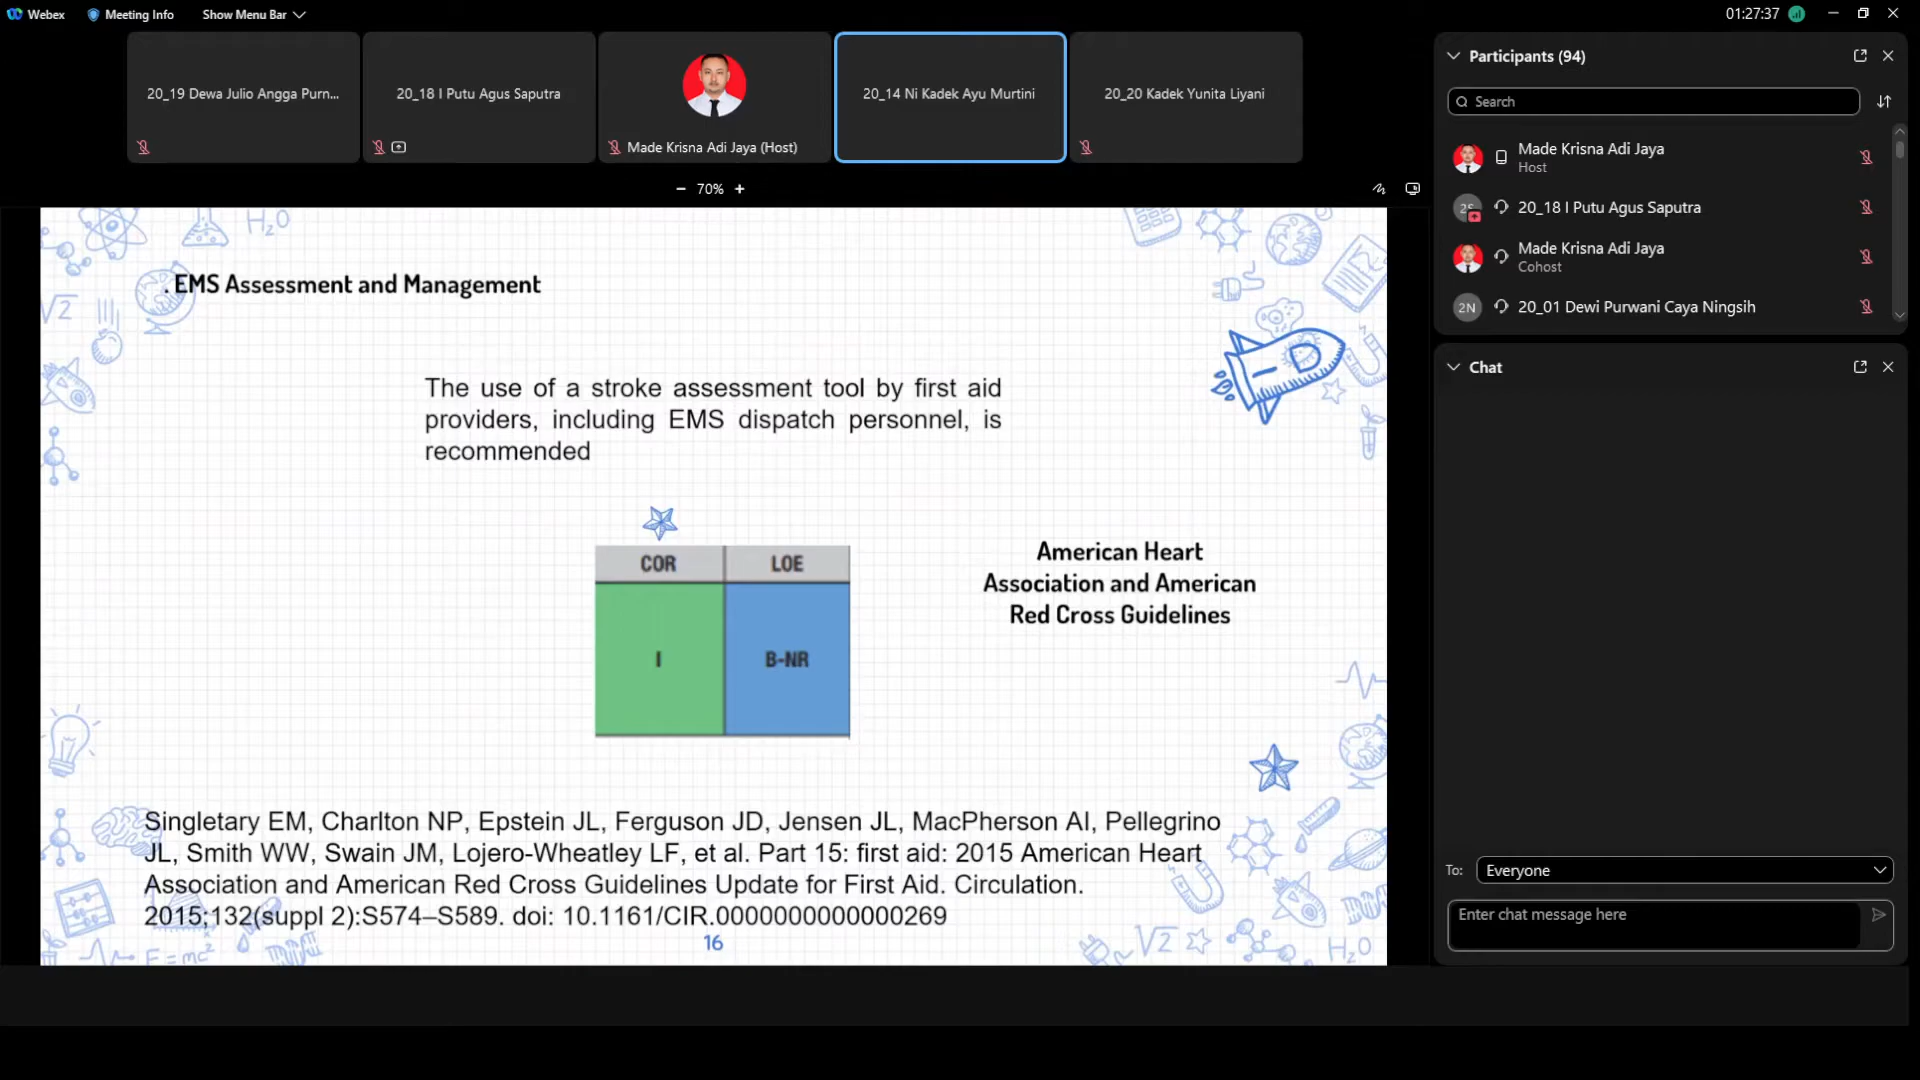 Webex
Meeting Info
Show Menu Bar
01:27:37
20_19 Dewa Julio Angga Purn...
20_18 I Putu Agus Saputra
Made Krisna Adi Jaya (Host)
20_14 Ni Kadek Ayu Murtini
20_20 Kadek Yunita Liyani
70%
H₂O
√2
. EMS Assessment and Management
The use of a stroke assessment tool by first aid
providers, including EMS dispatch personnel, is
recommended
COR LOE
I B-NR
American Heart
Association and American
Red Cross Guidelines
Singletary EM, Charlton NP, Epstein JL, Ferguson JD, Jensen JL, MacPherson AI, Pellegrino
JL, Smith WW, Swain JM, Lojero-Wheatley LF, et al. Part 15: first aid: 2015 American Heart
Association and American Red Cross Guidelines Update for First Aid. Circulation.
2015;132(suppl 2):S574–S589. doi: 10.1161/CIR.0000000000000269
16
E=mc²
√2
H₂O
Participants (94)
Search
Made Krisna Adi Jaya
Host
20_18 I Putu Agus Saputra
Made Krisna Adi Jaya
Cohost
2N
20_01 Dewi Purwani Caya Ningsih
Chat
To:
Everyone
Enter chat message here